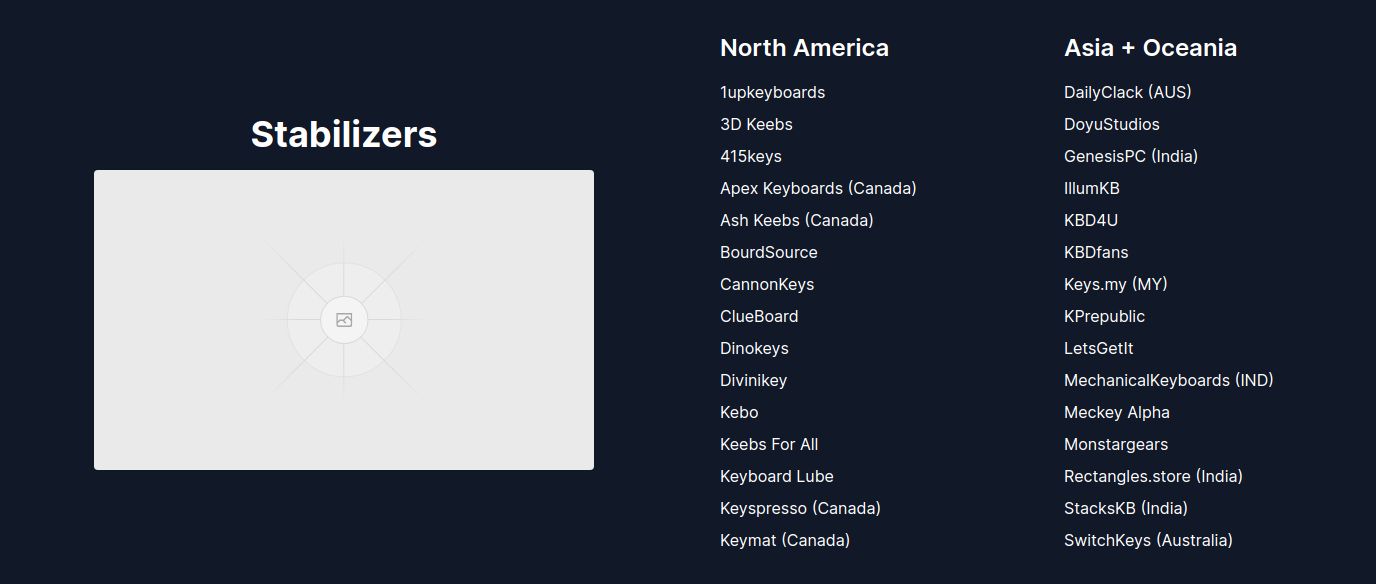 Stabilizers
North America
1upkeyboards
3D Keebs
415keys
Apex Keyboards (Canada)
Ash Keebs (Canada)
BourdSource
CannonKeys
ClueBoard
Dinokeys
Divinikey
Kebo
Keebs For All
Keyboard Lube
Keyspresso (Canada)
Keymat (Canada)
Asia + Oceania
DailyClack (AUS)
DoyuStudios
GenesisPC (India)
IllumKB
KBD4U
KBDfans
Keys.my (MY)
KPrepublic
LetsGetIt
MechanicalKeyboards (IND)
Meckey Alpha
Monstargears
Rectangles.store (India)
StacksKB (India)
SwitchKeys (Australia)